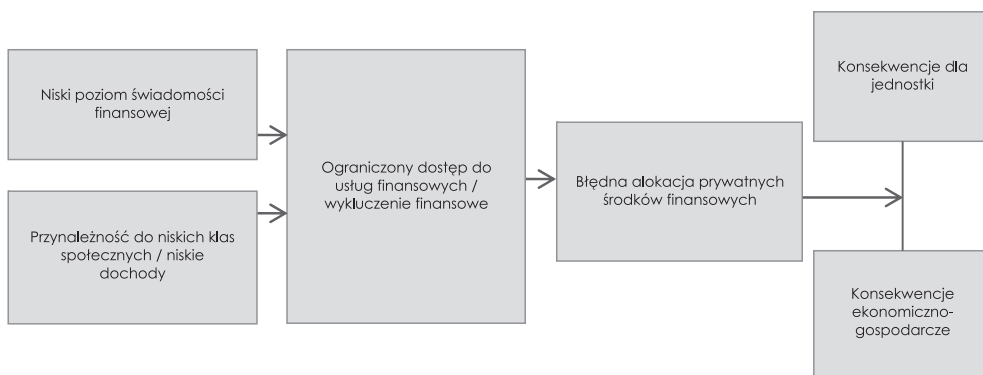 Niski poziom świadomości
finansowej
Przynależność do niskich klas
społecznych / niskie
dochody
Ograniczony dostęp do
usług finansowych /
wykluczenie finansowe
Błędna alokacja prywatnych
środków finansowych
Konsekwencje dla
jednostki
Konsekwencje
ekonomiczno-
gospodarcze